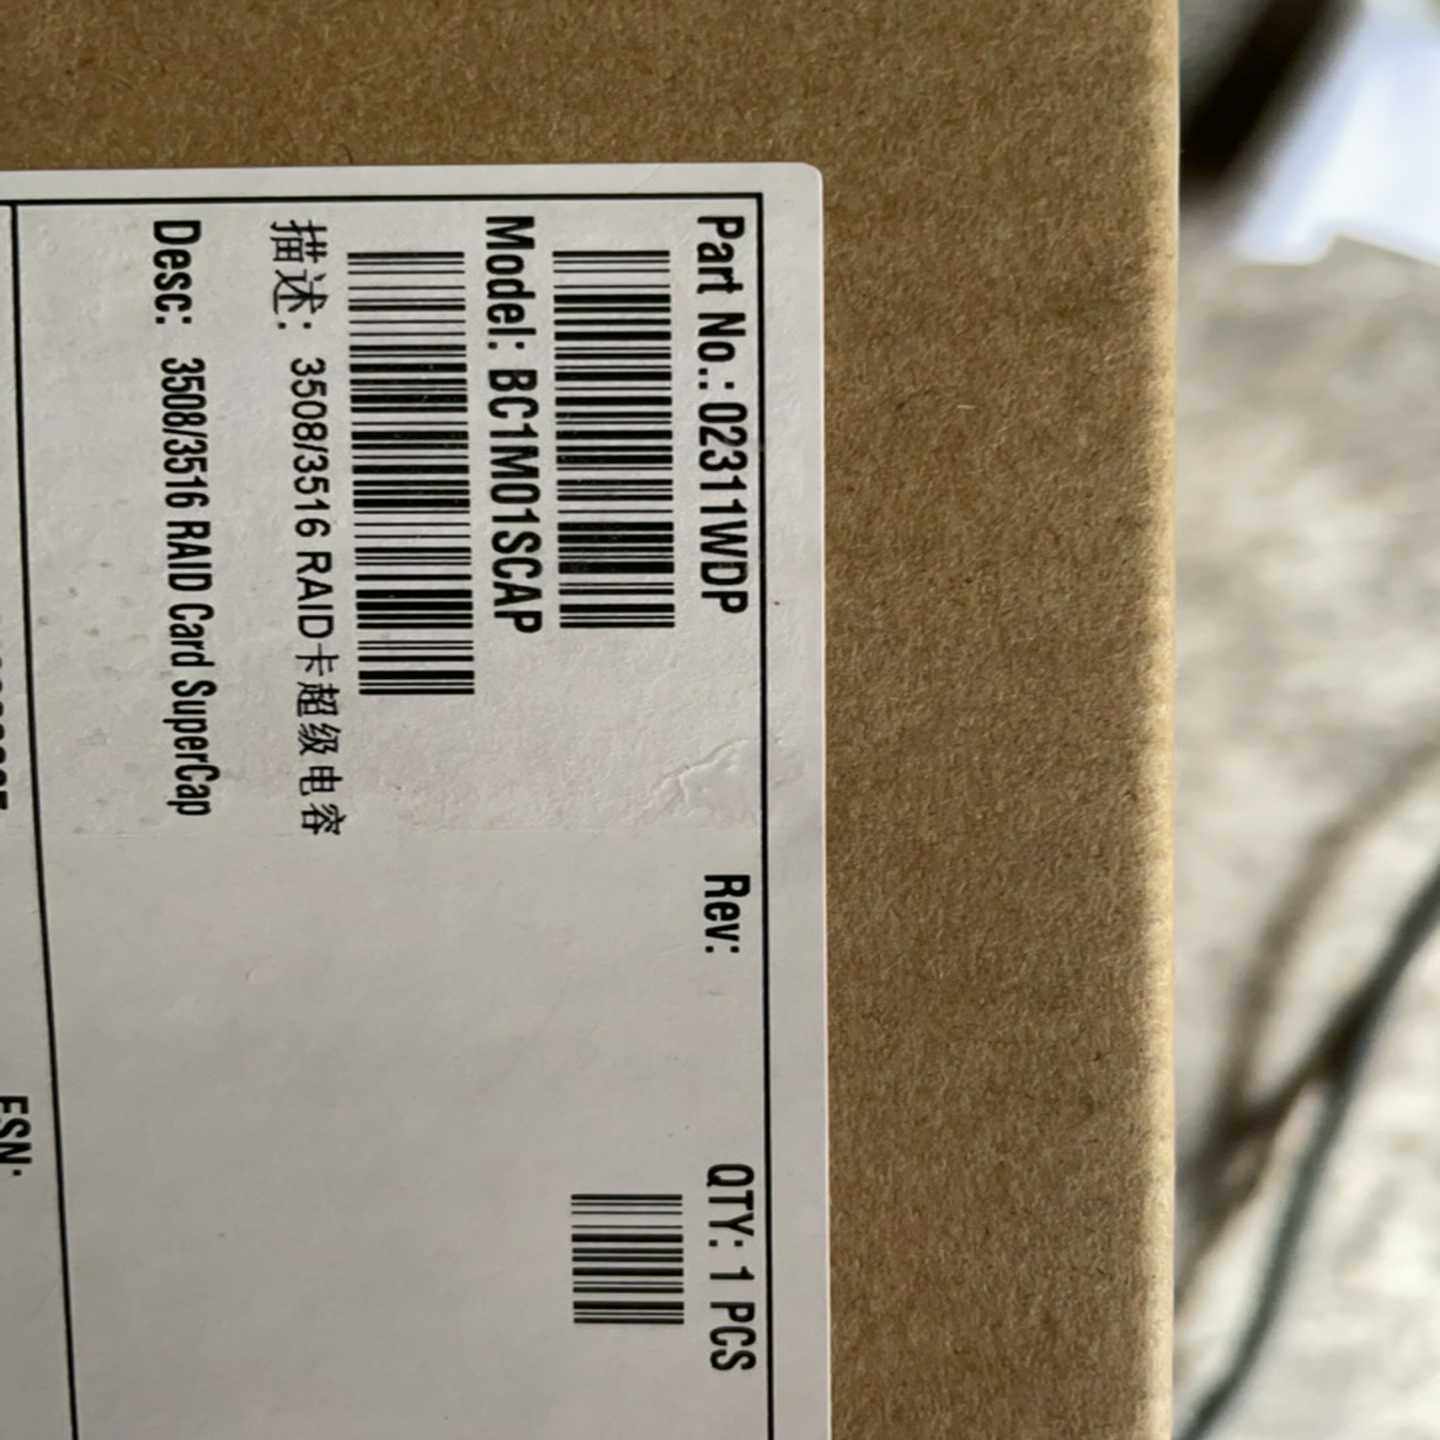 Part No.: 02311WDP
Rev:
QTY: 1 PCS
Model: BC1M01SCAP
描述: 3508/3516 RAID卡超级电容
Desc: 3508/3516 RAID Card SuperCap
ESN: